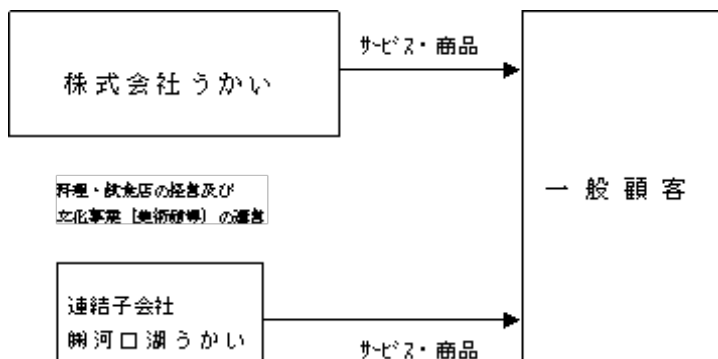 サービス・商品
株式会社うかい
料理・飲食店の経営及び
文化事業(美術館等)の運営
一般顧客
連結子会社
㈱河口湖うかい
サービス・商品